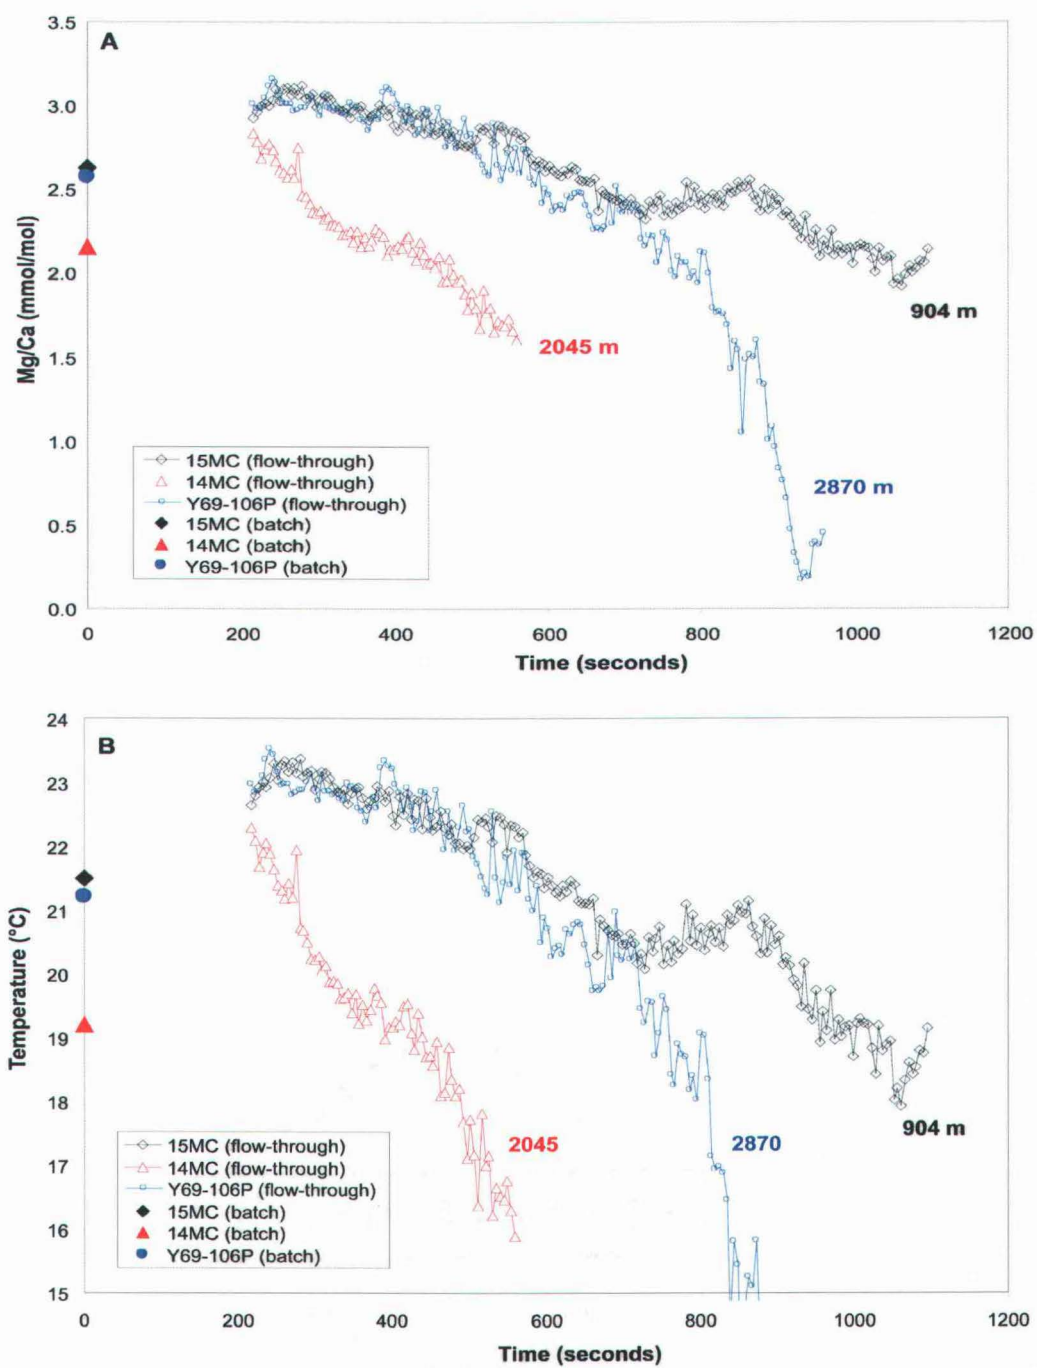 A
3.5
3.0
2.5
2.0
1.5
1.0
0.5
0.0
Mg/Ca (mmol/mol)
904 m
2045 m
2870 m
15MC (flow-through)
14MC (flow-through)
Y69-106P (flow-through)
15MC (batch)
14MC (batch)
Y69-106P (batch)
0 200 400 600 800 1000 1200
Time (seconds)
B
24
23
22
21
20
19
18
17
16
15
Temperature (°C)
904 m
2045
2870
15MC (flow-through)
14MC (flow-through)
Y69-106P (flow-through)
15MC (batch)
14MC (batch)
Y69-106P (batch)
0 200 400 600 800 1000 1200
Time (seconds)